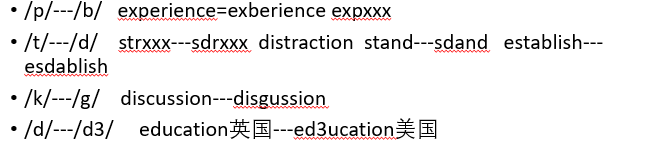 • /p/---/b/ experience=exberience expxxx
• /t/---/d/ strxxx---sdrxxx distraction stand---sdand establish---
esdablish
• /k/---/g/ discussion---disgussion
• /d/---/d3/ education英国---ed3ucation美国